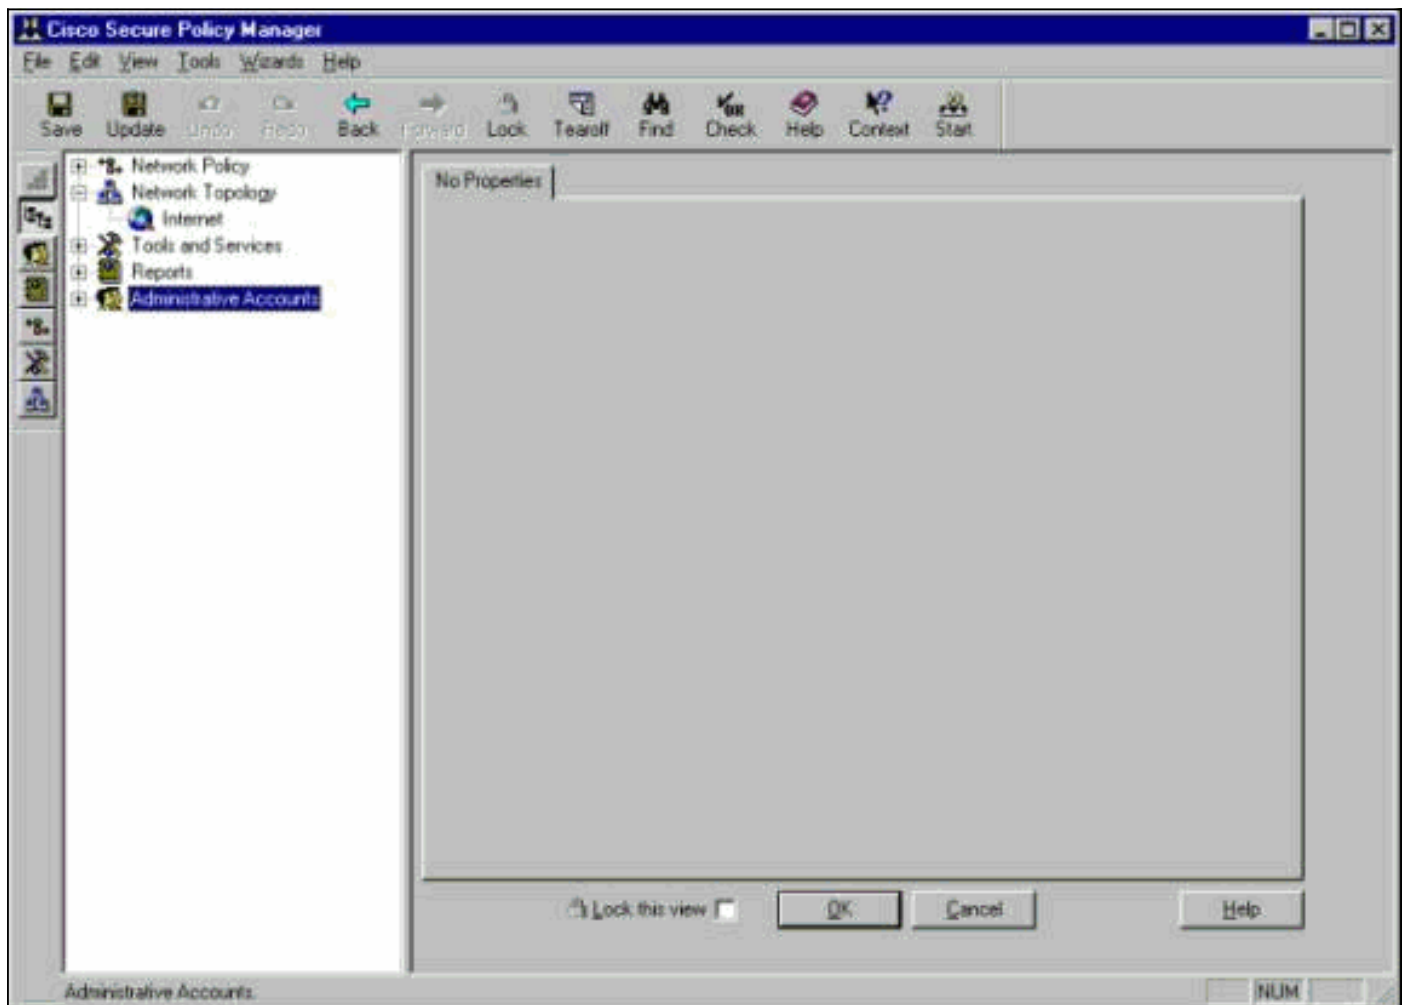 Cisco Secure Policy Manager
File Edit View Tools Wizards Help
Save Update Undo Redo Back Forward Lock Tearoff Find Check Help Context Start
Network Policy
Network Topology
Internet
Tools and Services
Reports
Administrative Accounts
No Properties
Lock this view
OK Cancel Help
Administrative Accounts
NUM